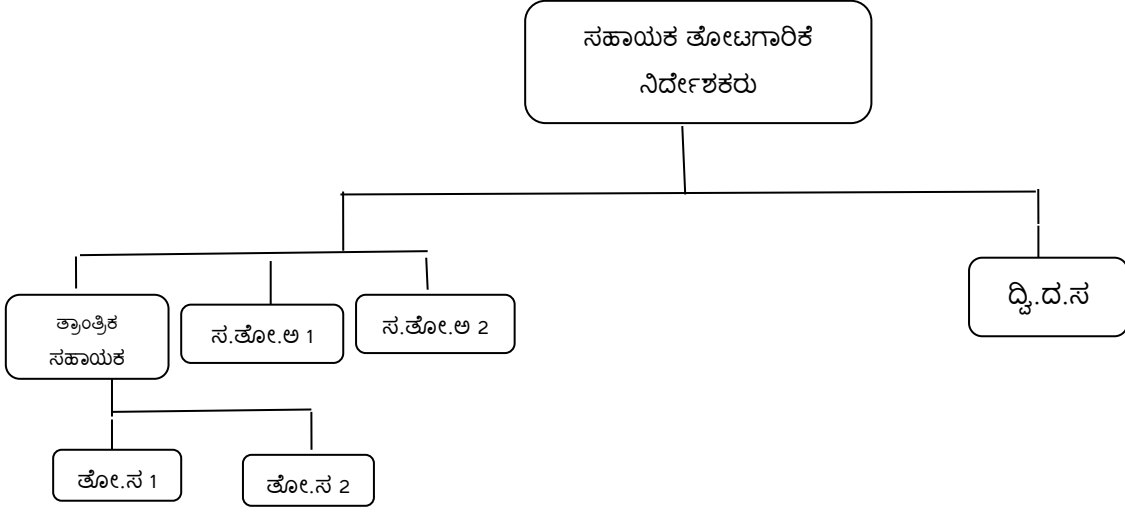 ಸಹಾಯಕ ತೋಟಗಾರಿಕೆ
ನಿರ್ದೇಶಕರು
ದ್ವಿ.ದ.ಸ
ತ್ರಾಂತ್ರಿಕ
ಸಹಾಯಕ
ಸ.ತೋ.ಅ 1
ಸ.ತೋ.ಅ 2
ತೋ.ಸ 1
ತೋ.ಸ 2